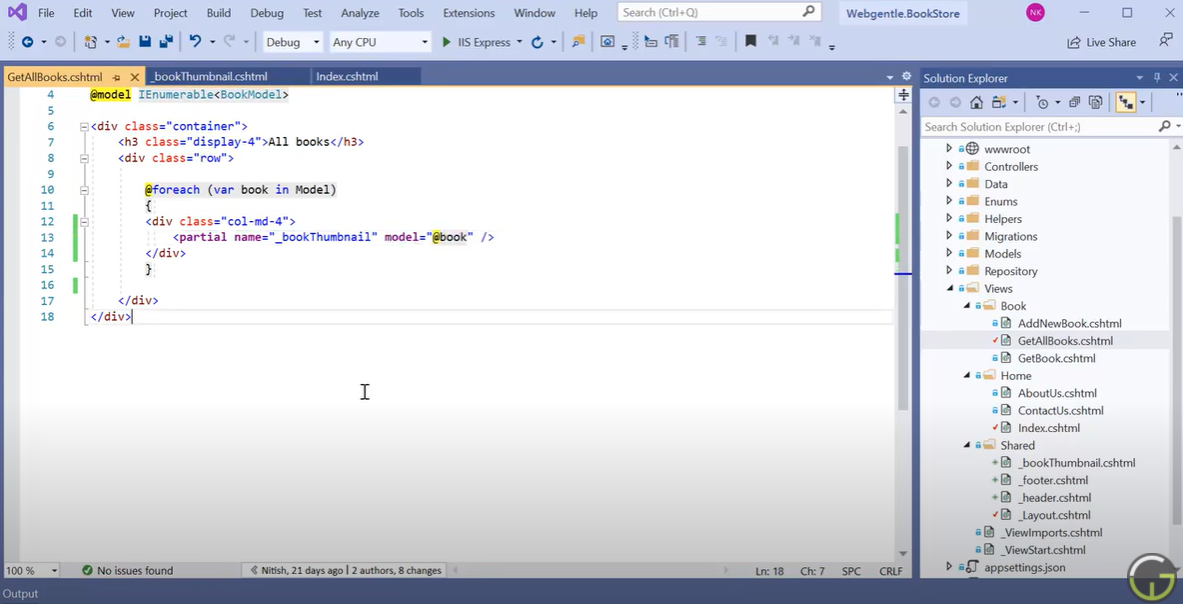 File Edit View Project Build Debug Test Analyze Tools Extensions Window Help Search (Ctrl+Q) Webgentle.BookStore NK
Debug Any CPU IIS Express Live Share
GetAllBooks.cshtml _bookThumbnail.cshtml Index.cshtml
4 @model IEnumerable<BookModel>
5
6 <div class="container">
7 <h3 class="display-4">All books</h3>
8 <div class="row">
9
10 @foreach (var book in Model)
11 {
12 <div class="col-md-4">
13 <partial name="_bookThumbnail" model="@book" />
14 </div>
15 }
16
17 </div>
18 </div>
100 % No issues found Nitish, 21 days ago | 2 authors, 8 changes Ln: 18 Ch: 7 SPC CRLF
Output
Solution Explorer
Search Solution Explorer (Ctrl+;)
wwwroot
Controllers
Data
Enums
Helpers
Migrations
Models
Repository
Views
Book
AddNewBook.cshtml
GetAllBooks.cshtml
GetBook.cshtml
Home
AboutUs.cshtml
ContactUs.cshtml
Index.cshtml
Shared
_bookThumbnail.cshtml
_footer.cshtml
_header.cshtml
_Layout.cshtml
_ViewImports.cshtml
_ViewStart.cshtml
appsettings.json